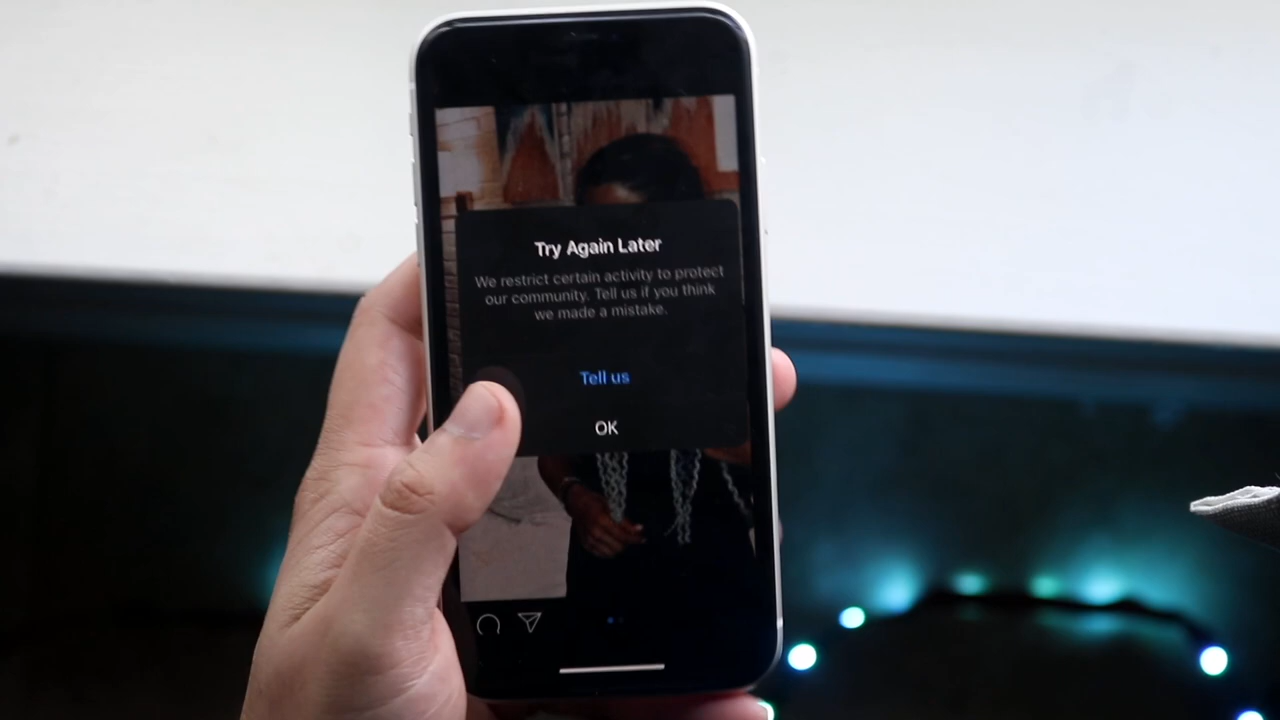 Try Again Later
We restrict certain activity to protect
our community. Tell us if you think
we made a mistake.
Tell us
OK